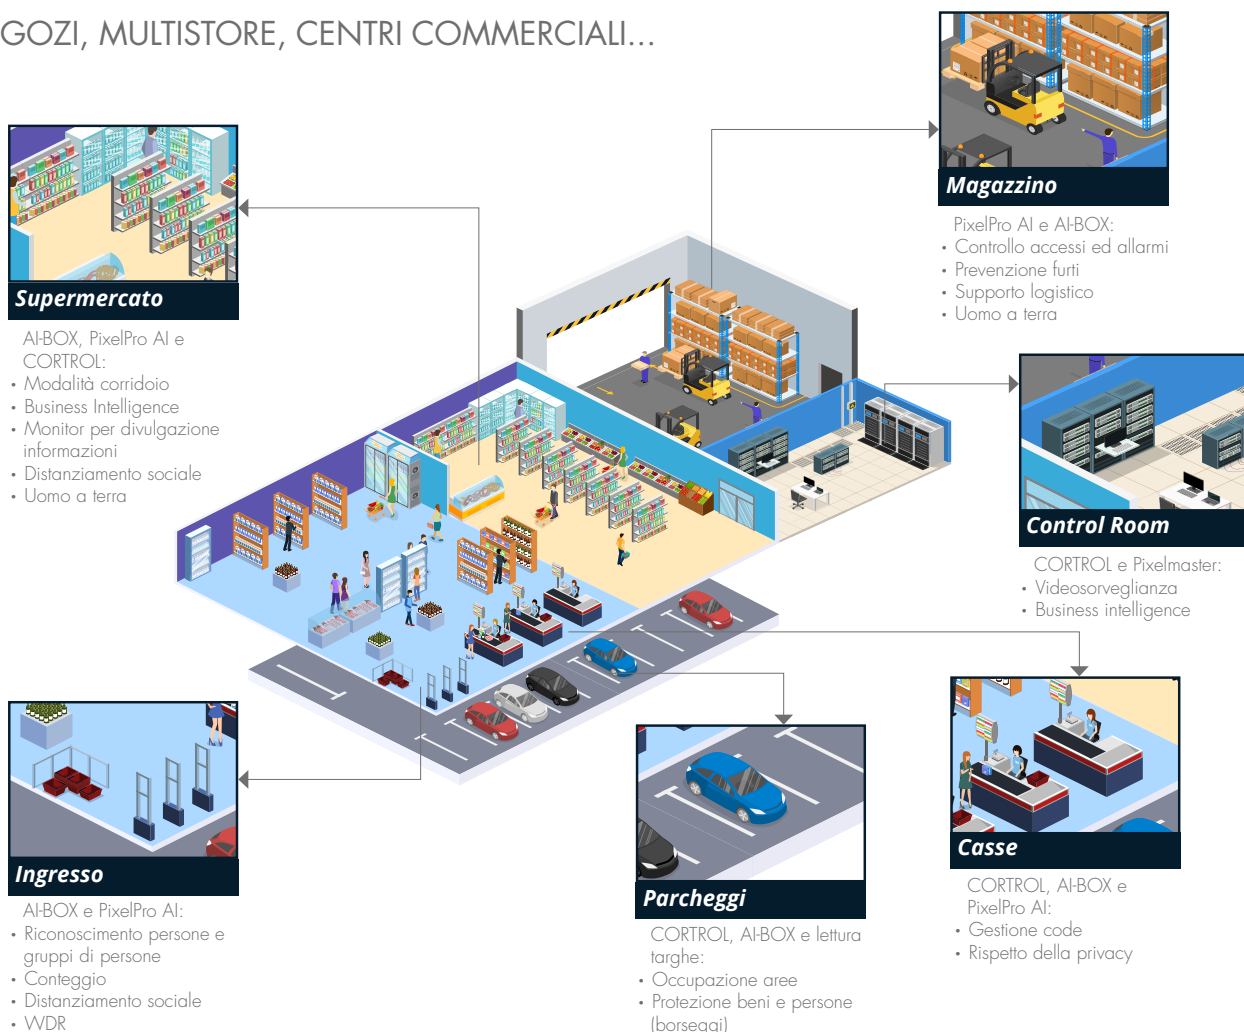 GOZI, MULTISTORE, CENTRI COMMERCIALI...
Magazzino
PixelPro AI e AI-BOX:
• Controllo accessi ed allarmi
• Prevenzione furti
• Supporto logistico
• Uomo a terra
Supermercato
AI-BOX, PixelPro AI e
CORTROL:
• Modalità corridoio
• Business Intelligence
• Monitor per divulgazione
informazioni
• Distanziamento sociale
• Uomo a terra
Control Room
CORTROL e Pixelmaster:
• Videosorveglianza
• Business intelligence
Ingresso
AI-BOX e PixelPro AI:
• Riconoscimento persone e
gruppi di persone
• Conteggio
• Distanziamento sociale
• WDR
Parcheggi
CORTROL, AI-BOX e lettura
targhe:
• Occupazione aree
• Protezione beni e persone
(borseggi)
Casse
CORTROL, AI-BOX e
PixelPro AI:
• Gestione code
• Rispetto della privacy